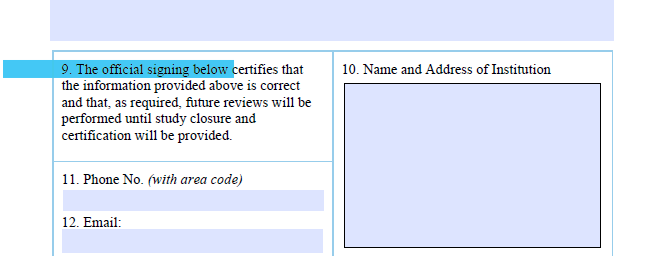 9. The official signing below certifies that
the information provided above is correct
and that, as required, future reviews will be
performed until study closure and
certification will be provided.
10. Name and Address of Institution
11. Phone No. (with area code)
12. Email: